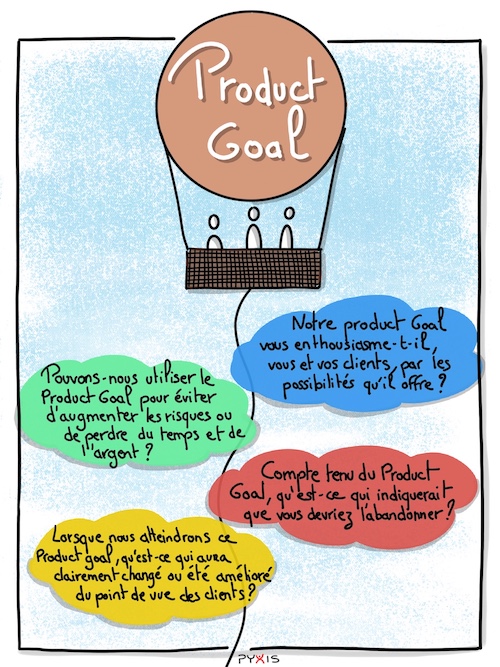 Product
Goal
Notre product Goal
vous enthousiasme-t-il,
vous et vos clients, par les
possibilités qu'il offre ?
Pouvons-nous utiliser le
Product Goal pour éviter
d'augmenter les risques ou
de perdre du temps et de
l'argent ?
Compte tenu du Product
Goal, qu'est-ce qui indiquerait
que vous devriez l'abandonner ?
Lorsque nous atteindrons ce
Product goal, qu'est-ce qui aura
clairement changé ou été amélioré
du point de vue des clients ?
PYXIS